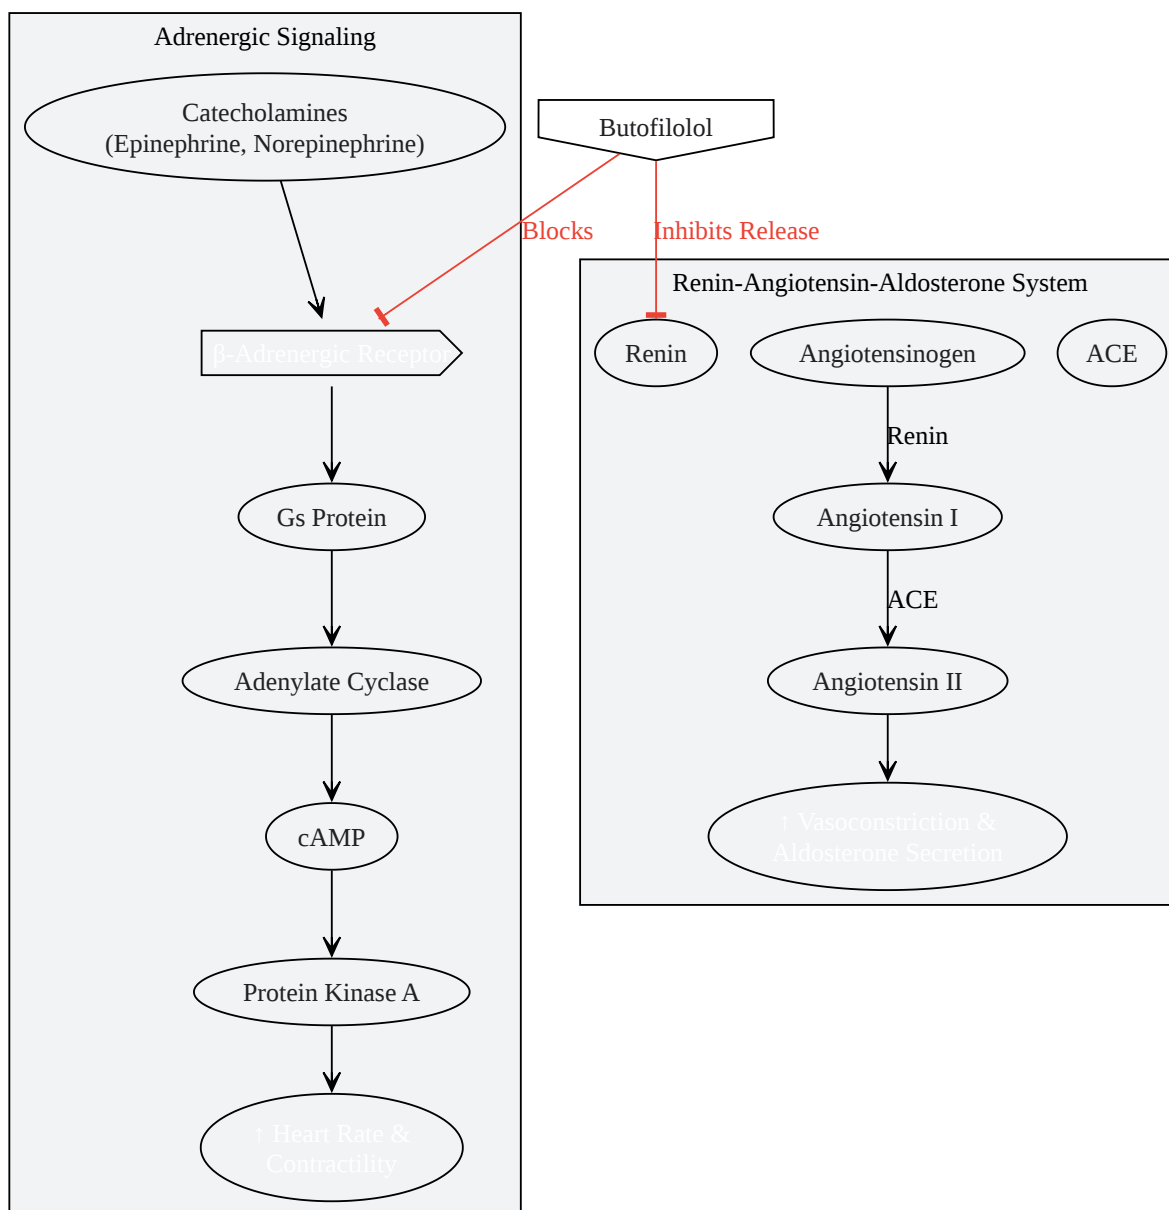 Adrenergic Signaling
Catecholamines
(Epinephrine, Norepinephrine)
Butofilolol
Blocks
Inhibits Release
Renin-Angiotensin-Aldosterone System
β-Adrenergic Receptor
Renin
Angiotensinogen
ACE
Renin
Gs Protein
Angiotensin I
ACE
Adenylate Cyclase
Angiotensin II
cAMP
↑ Vasoconstriction &
Aldosterone Secretion
Protein Kinase A
↑ Heart Rate &
Contractility